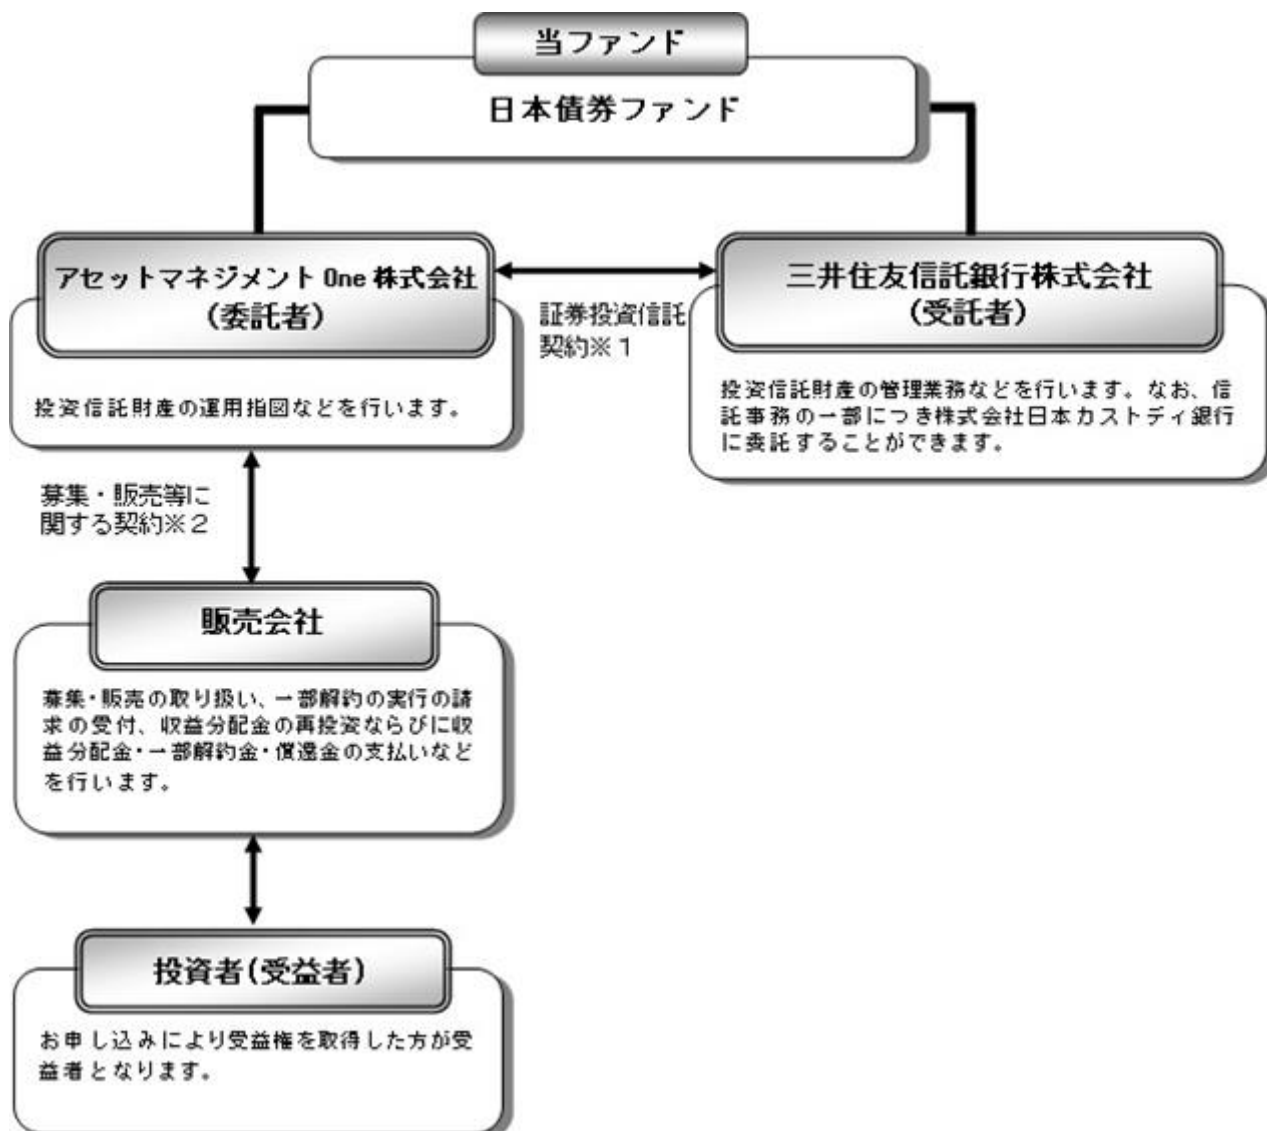 当ファンド
日本債券ファンド
アセットマネジメント One 株式会社
(委託者)
投資信託財産の運用指図などを行います。
証券投資信託
契約※１
三井住友信託銀行株式会社
(受託者)
投資信託財産の管理業務などを行います。なお、信
託事務の一部につき株式会社日本カストディ銀行
に委託することができます。
募集・販売等に
関する契約※２
販売会社
募集・販売の取り扱い、一部解約の実行の請
求の受付、収益分配金の再投資ならびに収
益分配金・一部解約金・償還金の支払いなど
を行います。
投資者(受益者)
お申し込みにより受益権を取得した方が受
益者となります。